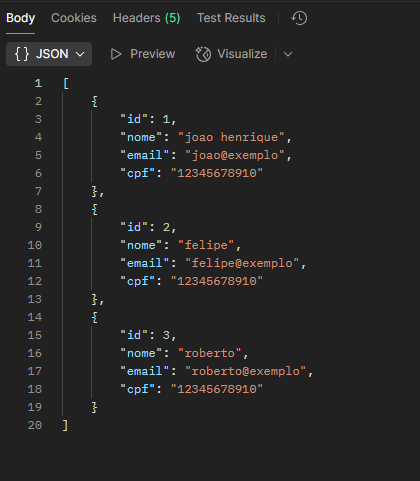 Body Cookies Headers (5) Test Results
{} JSON Preview Visualize
1 [
2 {
3 "id": 1,
4 "nome": "joao henrique",
5 "email": "joao@exemplo",
6 "cpf": "12345678910"
7 },
8 {
9 "id": 2,
10 "nome": "felipe",
11 "email": "felipe@exemplo",
12 "cpf": "12345678910"
13 },
14 {
15 "id": 3,
16 "nome": "roberto",
17 "email": "roberto@exemplo",
18 "cpf": "12345678910"
19 }
20 ]